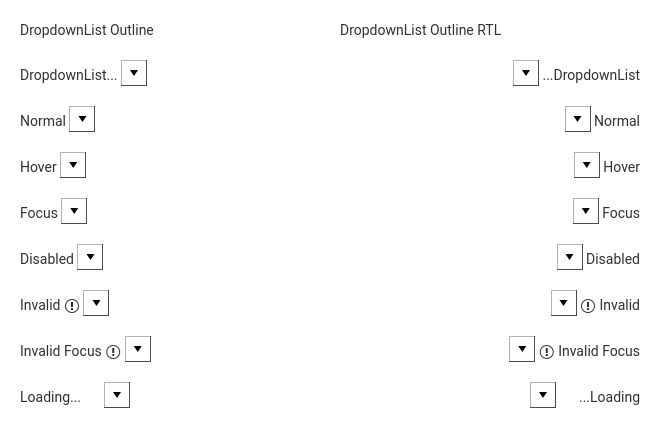 DropdownList Outline
DropdownList...
Normal
Hover
Focus
Disabled
Invalid
Invalid Focus
Loading...
DropdownList Outline RTL
...DropdownList
Normal
Hover
Focus
Disabled
Invalid
Invalid Focus
...Loading